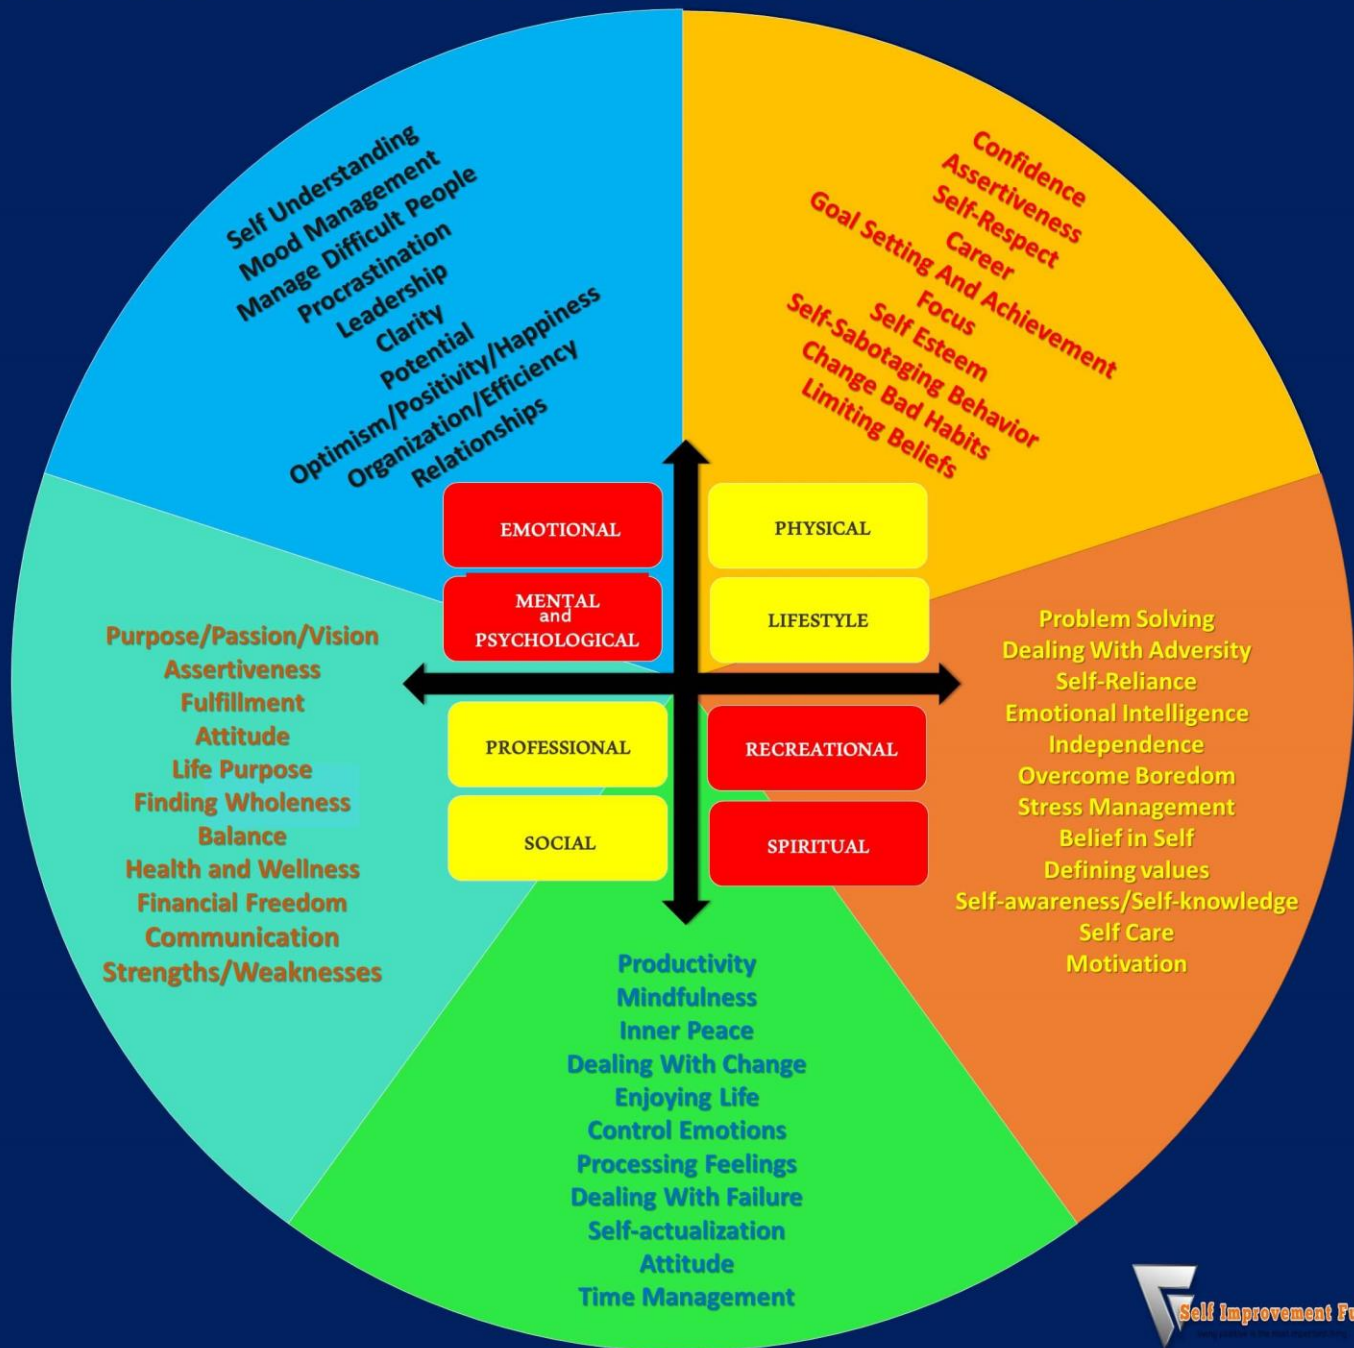 Self Understanding
Mood Management
Manage Difficult People
Procrastination
Leadership
Clarity
Potential
Optimism/Positivity/Happiness
Organization/Efficiency
Relationships
Confidence
Assertiveness
Self-Respect
Career
Goal Setting And Achievement
Focus
Self Esteem
Self-Sabotaging Behavior
Change Bad Habits
Limiting Beliefs
EMOTIONAL
PHYSICAL
MENTAL
and
PSYCHOLOGICAL
LIFESTYLE
PROFESSIONAL
RECREATIONAL
SOCIAL
SPIRITUAL
Purpose/Passion/Vision
Assertiveness
Fulfillment
Attitude
Life Purpose
Finding Wholeness
Balance
Health and Wellness
Financial Freedom
Communication
Strengths/Weaknesses
Problem Solving
Dealing With Adversity
Self-Reliance
Emotional Intelligence
Independence
Overcome Boredom
Stress Management
Belief in Self
Defining values
Self-awareness/Self-knowledge
Self Care
Motivation
Productivity
Mindfulness
Inner Peace
Dealing With Change
Enjoying Life
Control Emotions
Processing Feelings
Dealing With Failure
Self-actualization
Attitude
Time Management
Self Improvement Fu